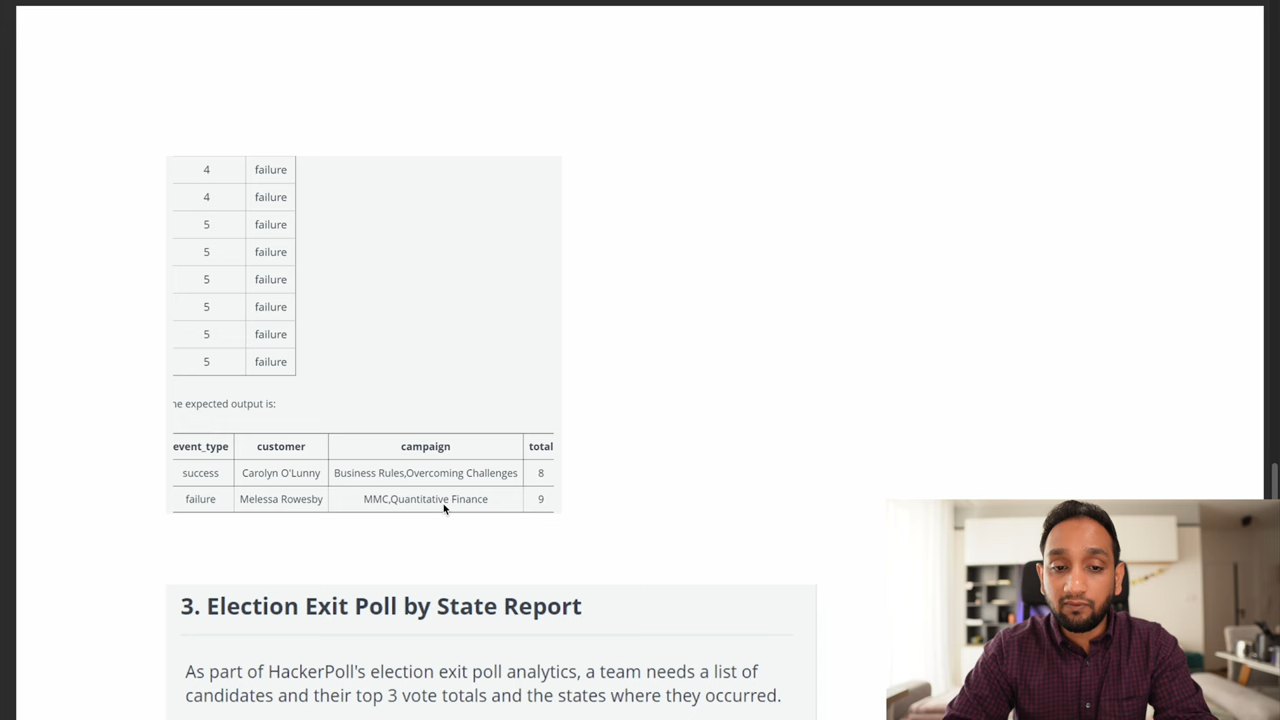 4 failure
4 failure
5 failure
5 failure
5 failure
5 failure
5 failure
5 failure
he expected output is:
event_type customer campaign total
success Carolyn O'Lunny Business Rules,Overcoming Challenges 8
failure Melessa Rowesby MMC,Quantitative Finance 9
3. Election Exit Poll by State Report
As part of HackerPoll's election exit poll analytics, a team needs a list of
candidates and their top 3 vote totals and the states where they occurred.